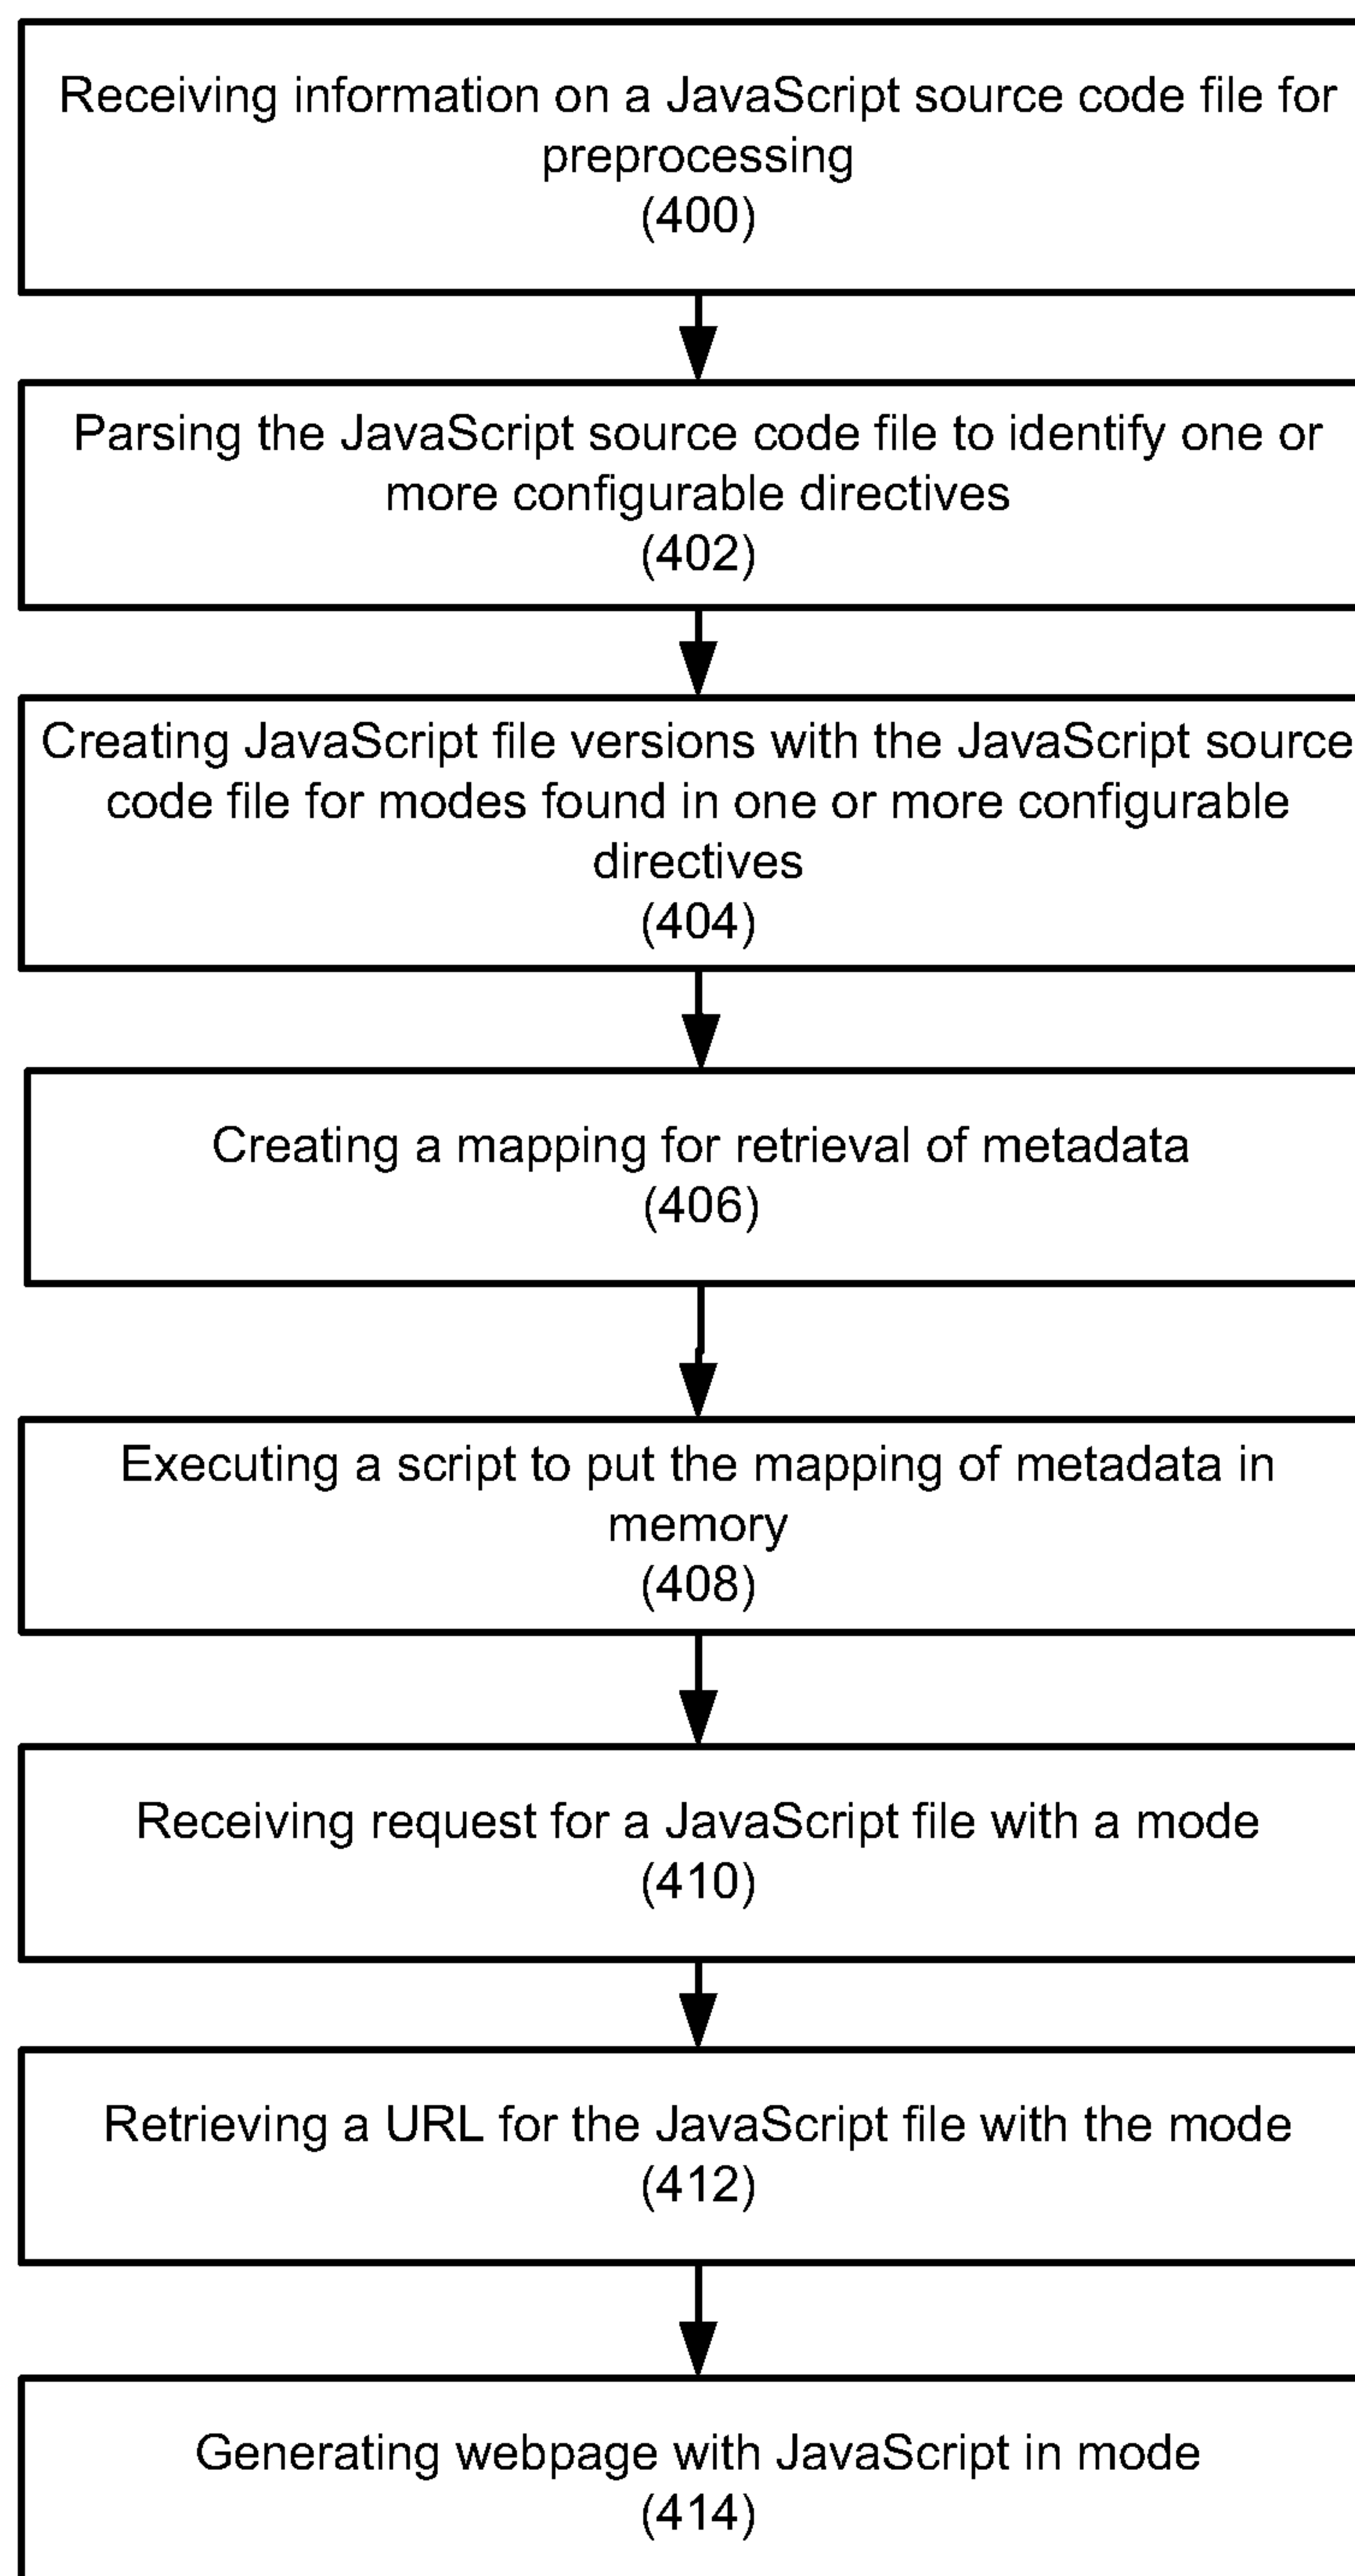 Receiving information on a JavaScript source code file for
preprocessing
(400)
Parsing the JavaScript source code file to identify one or
more configurable directives
(402)
Creating JavaScript file versions with the JavaScript source
code file for modes found in one or more configurable
directives
(404)
Creating a mapping for retrieval of metadata
(406)
Executing a script to put the mapping of metadata in
memory
(408)
Receiving request for a JavaScript file with a mode
(410)
Retrieving a URL for the JavaScript file with the mode
(412)
Generating webpage with JavaScript in mode
(414)